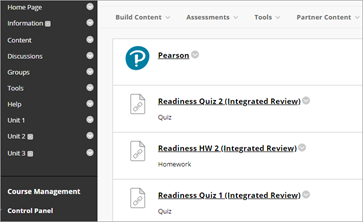 Home Page
Information
Content
Discussions
Groups
Tools
Help
Unit 1
Unit 2
Unit 3
Course Management
Control Panel
Build Content Assessments Tools Partner Content
Pearson
Readiness Quiz 2 (Integrated Review)
Quiz
Readiness HW 2 (Integrated Review)
Homework
Readiness Quiz 1 (Integrated Review)
Quiz